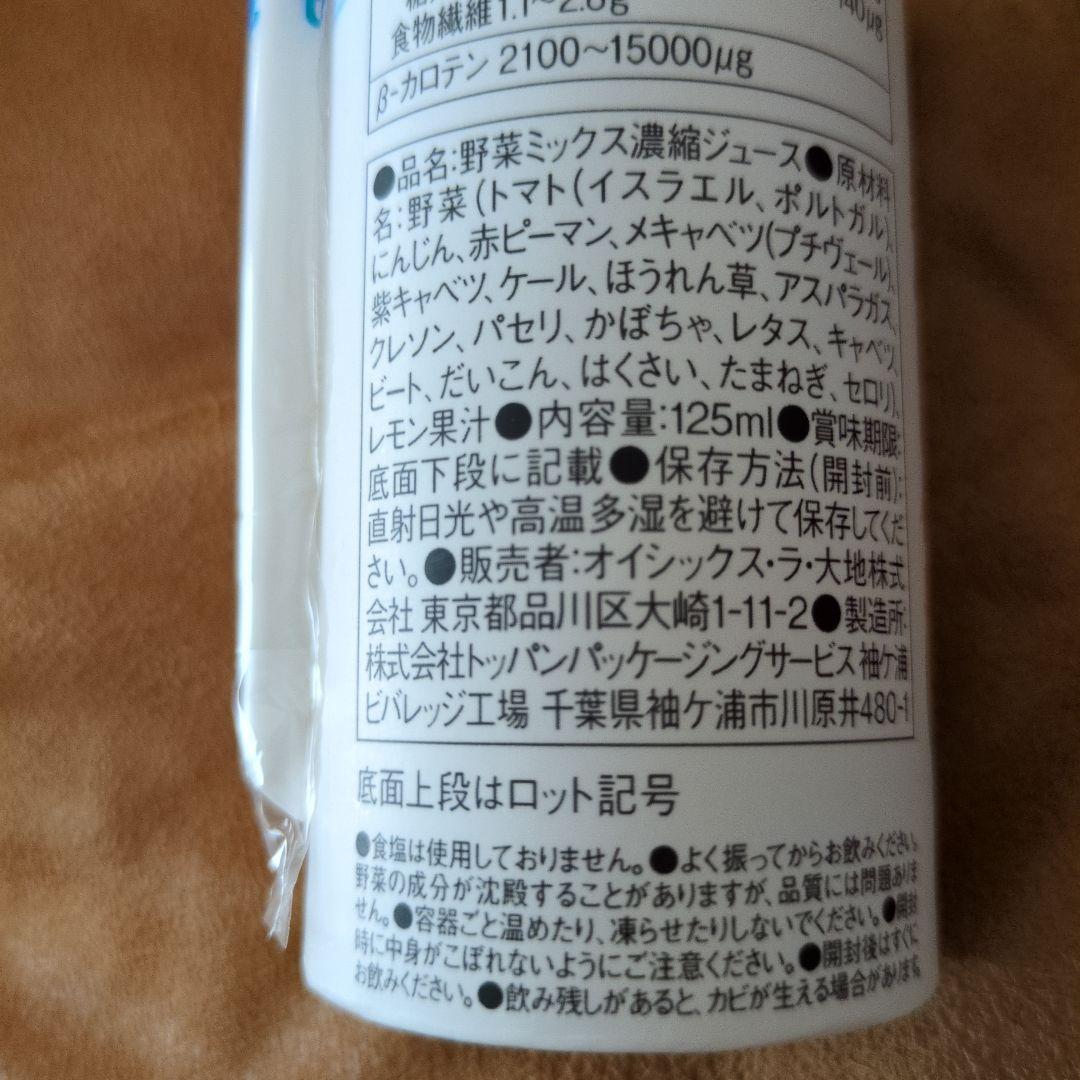 食物繊維1.1～2.6g
40μg
β-カロテン 2100～15000μg
●品名:野菜ミックス濃縮ジュース●原材料
名:野菜(トマト(イスラエル、ポルトガル)、
にんじん、赤ピーマン、メキャベツ(プチヴェール)、
紫キャベツ、ケール、ほうれん草、アスパラガス、
クレソン、パセリ、かぼちゃ、レタス、キャベツ、
ビート、だいこん、はくさい、たまねぎ、セロリ)、
レモン果汁●内容量:125ml●賞味期限:
底面下段に記載●保存方法(開封前):
直射日光や高温多湿を避けて保存してくだ
さい。●販売者:オイシックス・ラ・大地株式
会社 東京都品川区大崎1-11-2●製造所:
株式会社トッパンパッケージングサービス 袖ケ浦
ビバレッジ工場 千葉県袖ケ浦市川原井480-1
底面上段はロット記号
●食塩は使用しておりません。●よく振ってからお飲みください。
野菜の成分が沈殿することがありますが、品質には問題ありま
せん。●容器ごと温めたり、凍らせたりしないでください。●開封
時に中身がこぼれないようにご注意ください。●開封後はすぐに
お飲みください。●飲み残しがあると、カビが生える場合があります。